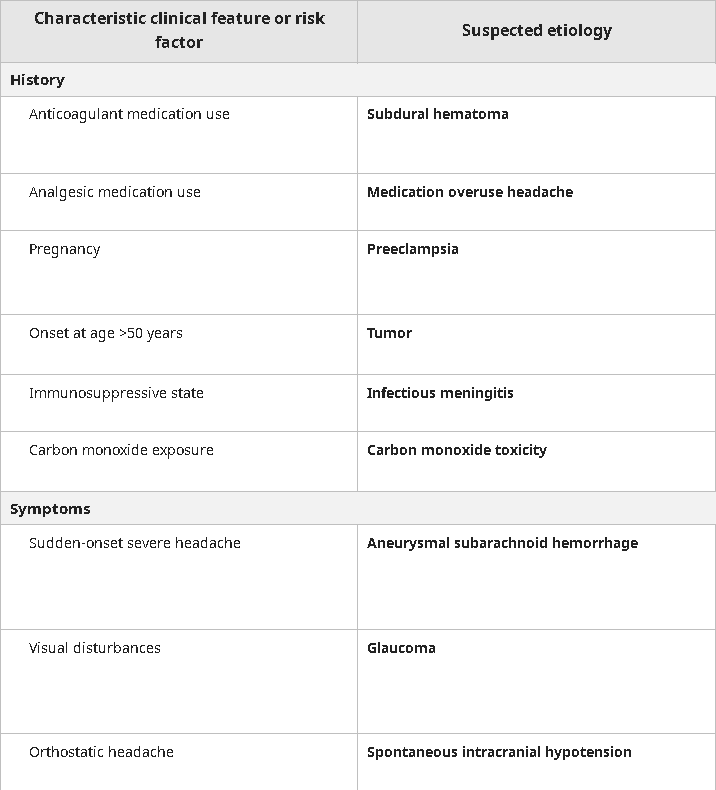 Characteristic clinical feature or risk
factor
Suspected etiology
History
Anticoagulant medication use
Subdural hematoma
Analgesic medication use
Medication overuse headache
Pregnancy
Preeclampsia
Onset at age >50 years
Tumor
Immunosuppressive state
Infectious meningitis
Carbon monoxide exposure
Carbon monoxide toxicity
Symptoms
Sudden-onset severe headache
Aneurysmal subarachnoid hemorrhage
Visual disturbances
Glaucoma
Orthostatic headache
Spontaneous intracranial hypotension